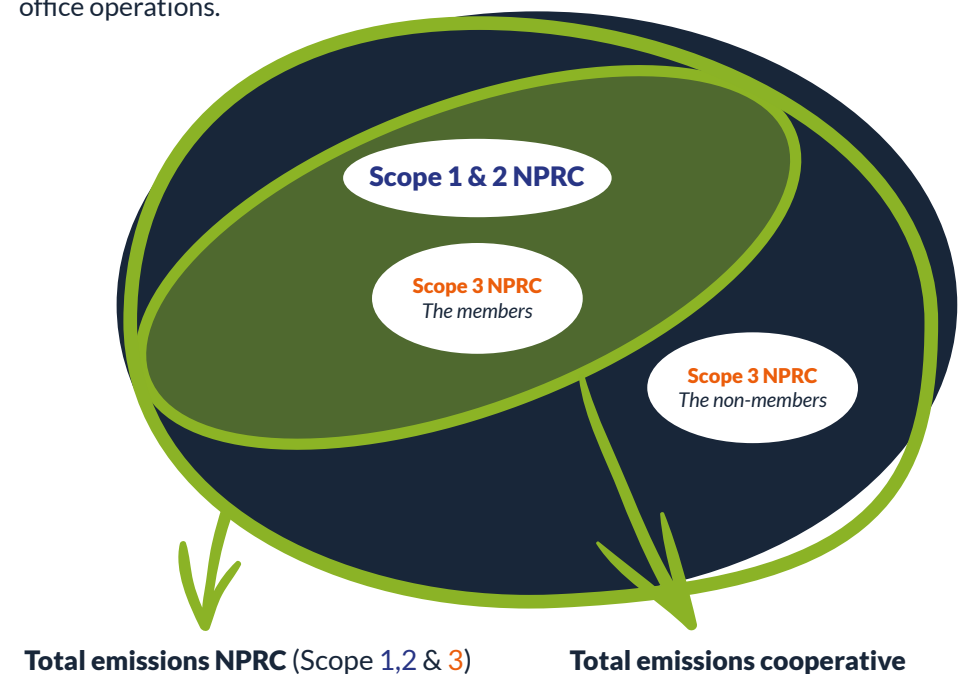 office operations.
Scope 1 & 2 NPRC
Scope 3 NPRC
The members
Scope 3 NPRC
The non-members
Total emissions NPRC (Scope 1,2 & 3)
Total emissions cooperative